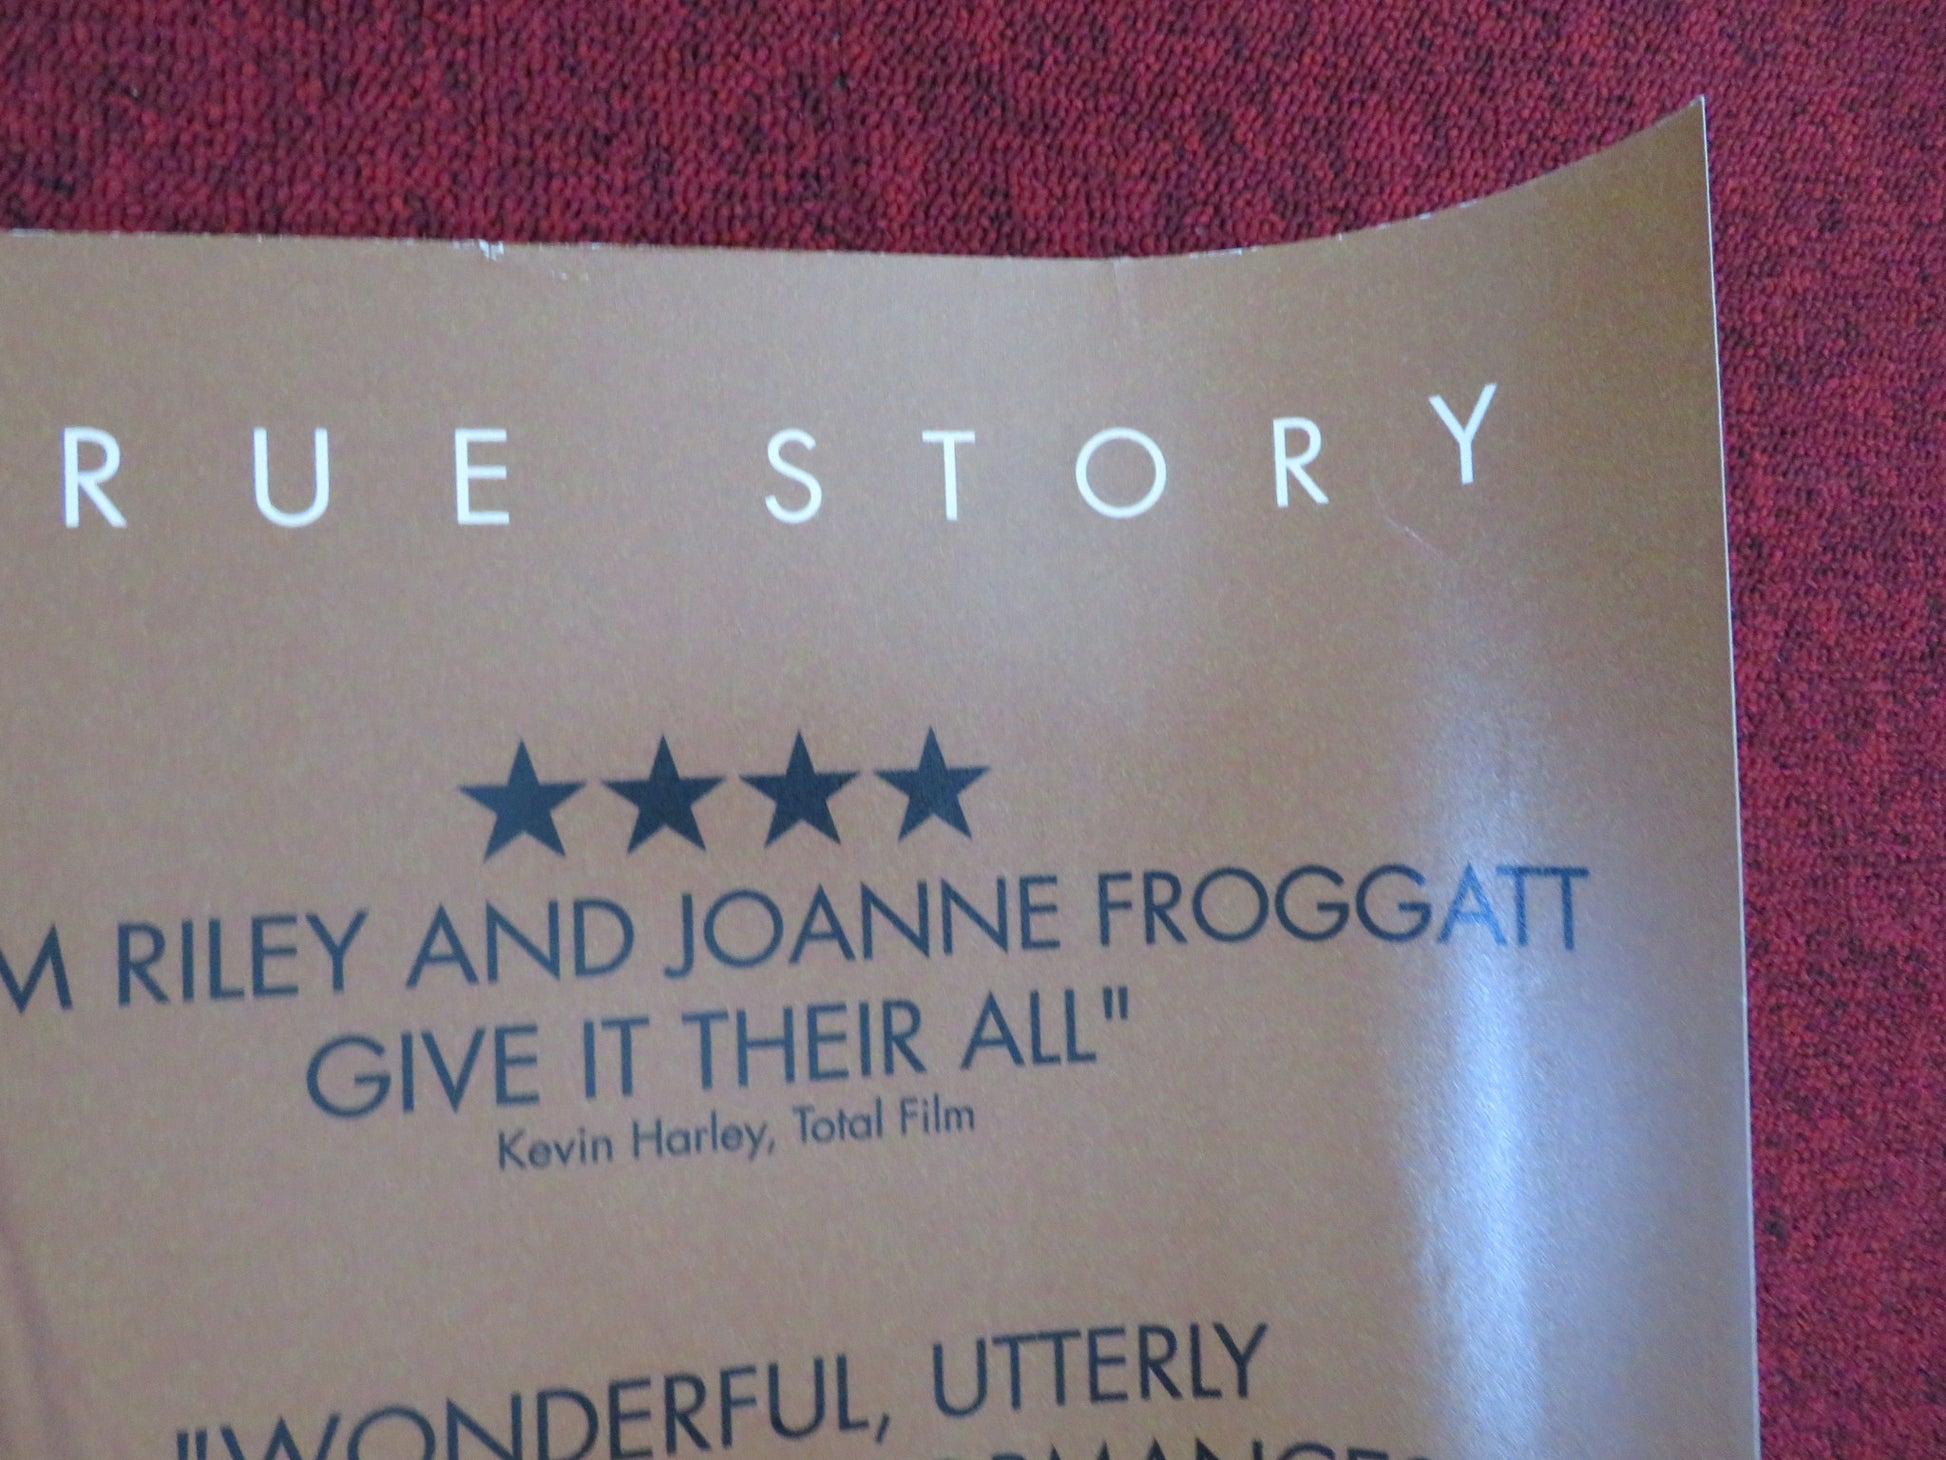 RUE STORY
M RILEY AND JOANNE FROGGATT
GIVE IT THEIR ALL"
Kevin Harley, Total Film
"WONDERFUL, UTTERLY